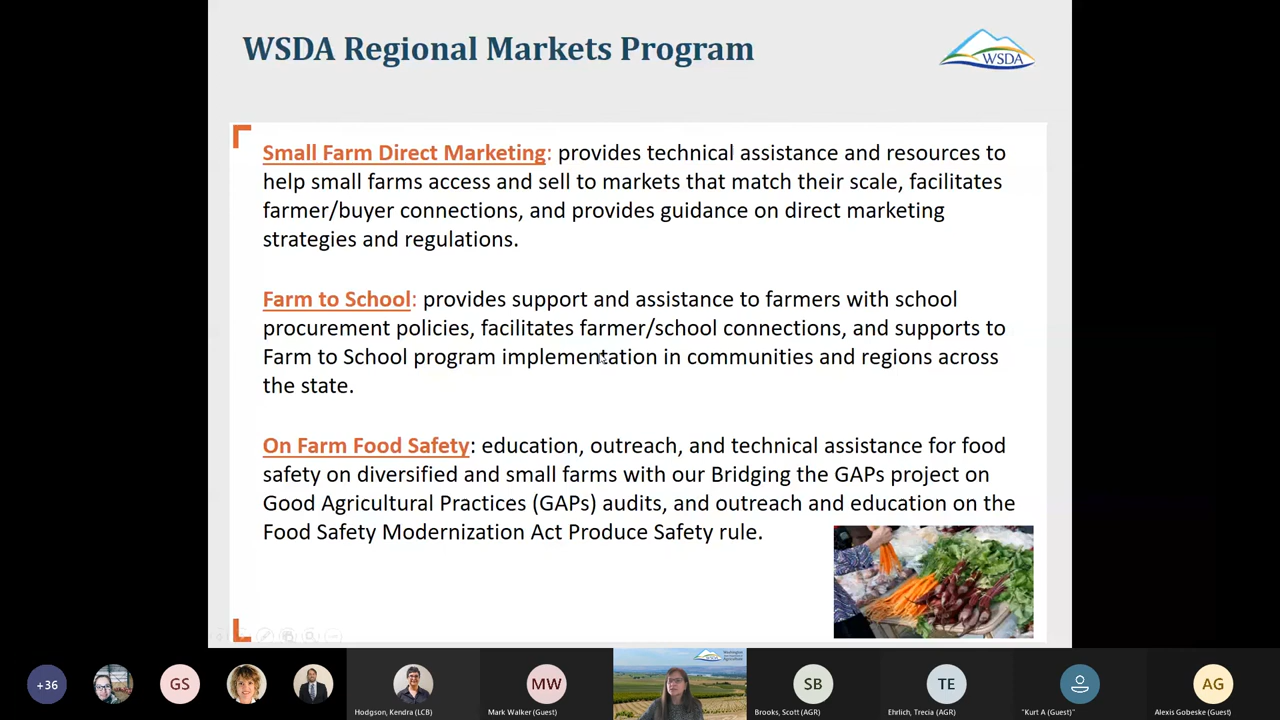 WSDA Regional Markets Program
WSDA
Small Farm Direct Marketing: provides technical assistance and resources to
help small farms access and sell to markets that match their scale, facilitates
farmer/buyer connections, and provides guidance on direct marketing
strategies and regulations.
Farm to School: provides support and assistance to farmers with school
procurement policies, facilitates farmer/school connections, and supports to
Farm to School program implementation in communities and regions across
the state.
On Farm Food Safety: education, outreach, and technical assistance for food
safety on diversified and small farms with our Bridging the GAPs project on
Good Agricultural Practices (GAPs) audits, and outreach and education on the
Food Safety Modernization Act Produce Safety rule.
+36
GS
Hodgson, Kendra (LCB)
MW
Mark Walker (Guest)
WSDA
SB
Brooks, Scott (AGR)
TE
Ehrlich, Trecia (AGR)
"Kurt A (Guest)"
AG
Alexis Gobeske (Guest)